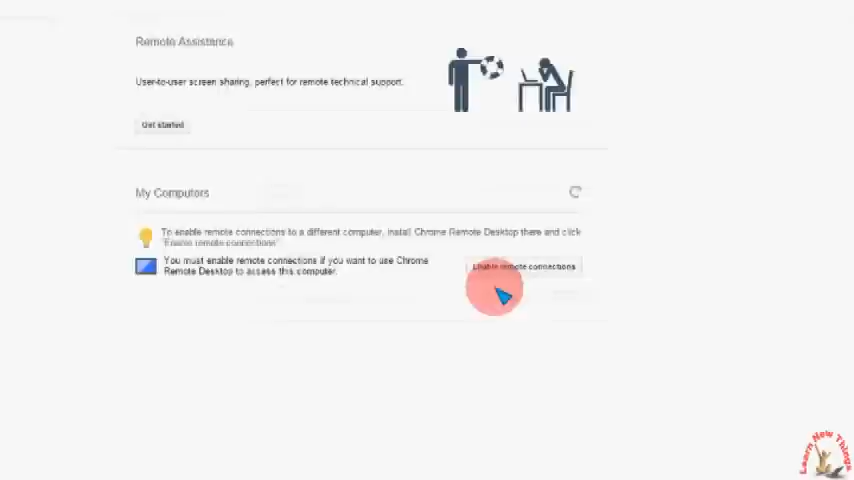 Remote Assistance
User-to-user screen sharing, perfect for remote technical support.
Get started
My Computers
To enable remote connections to a different computer, install Chrome Remote Desktop there and click
"Enable remote connections".
You must enable remote connections if you want to use Chrome
Remote Desktop to access this computer.
Enable remote connections
Learn New Things